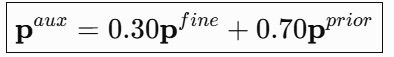 p^{aux} = 0.30p^{fine} + 0.70p^{prior}